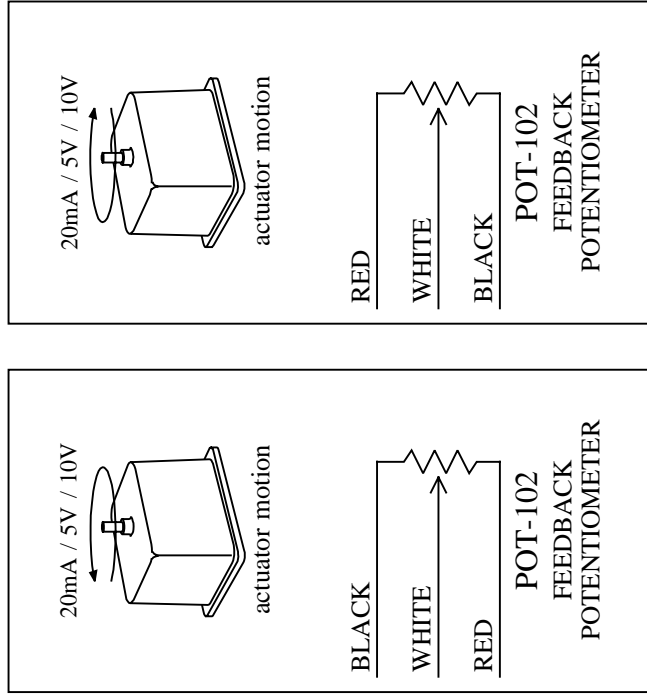 20mA / 5V / 10V
actuator motion
RED
WHITE
BLACK
POT-102
FEEDBACK
POTENTIOMETER
20mA / 5V / 10V
actuator motion
BLACK
WHITE
RED
POT-102
FEEDBACK
POTENTIOMETER